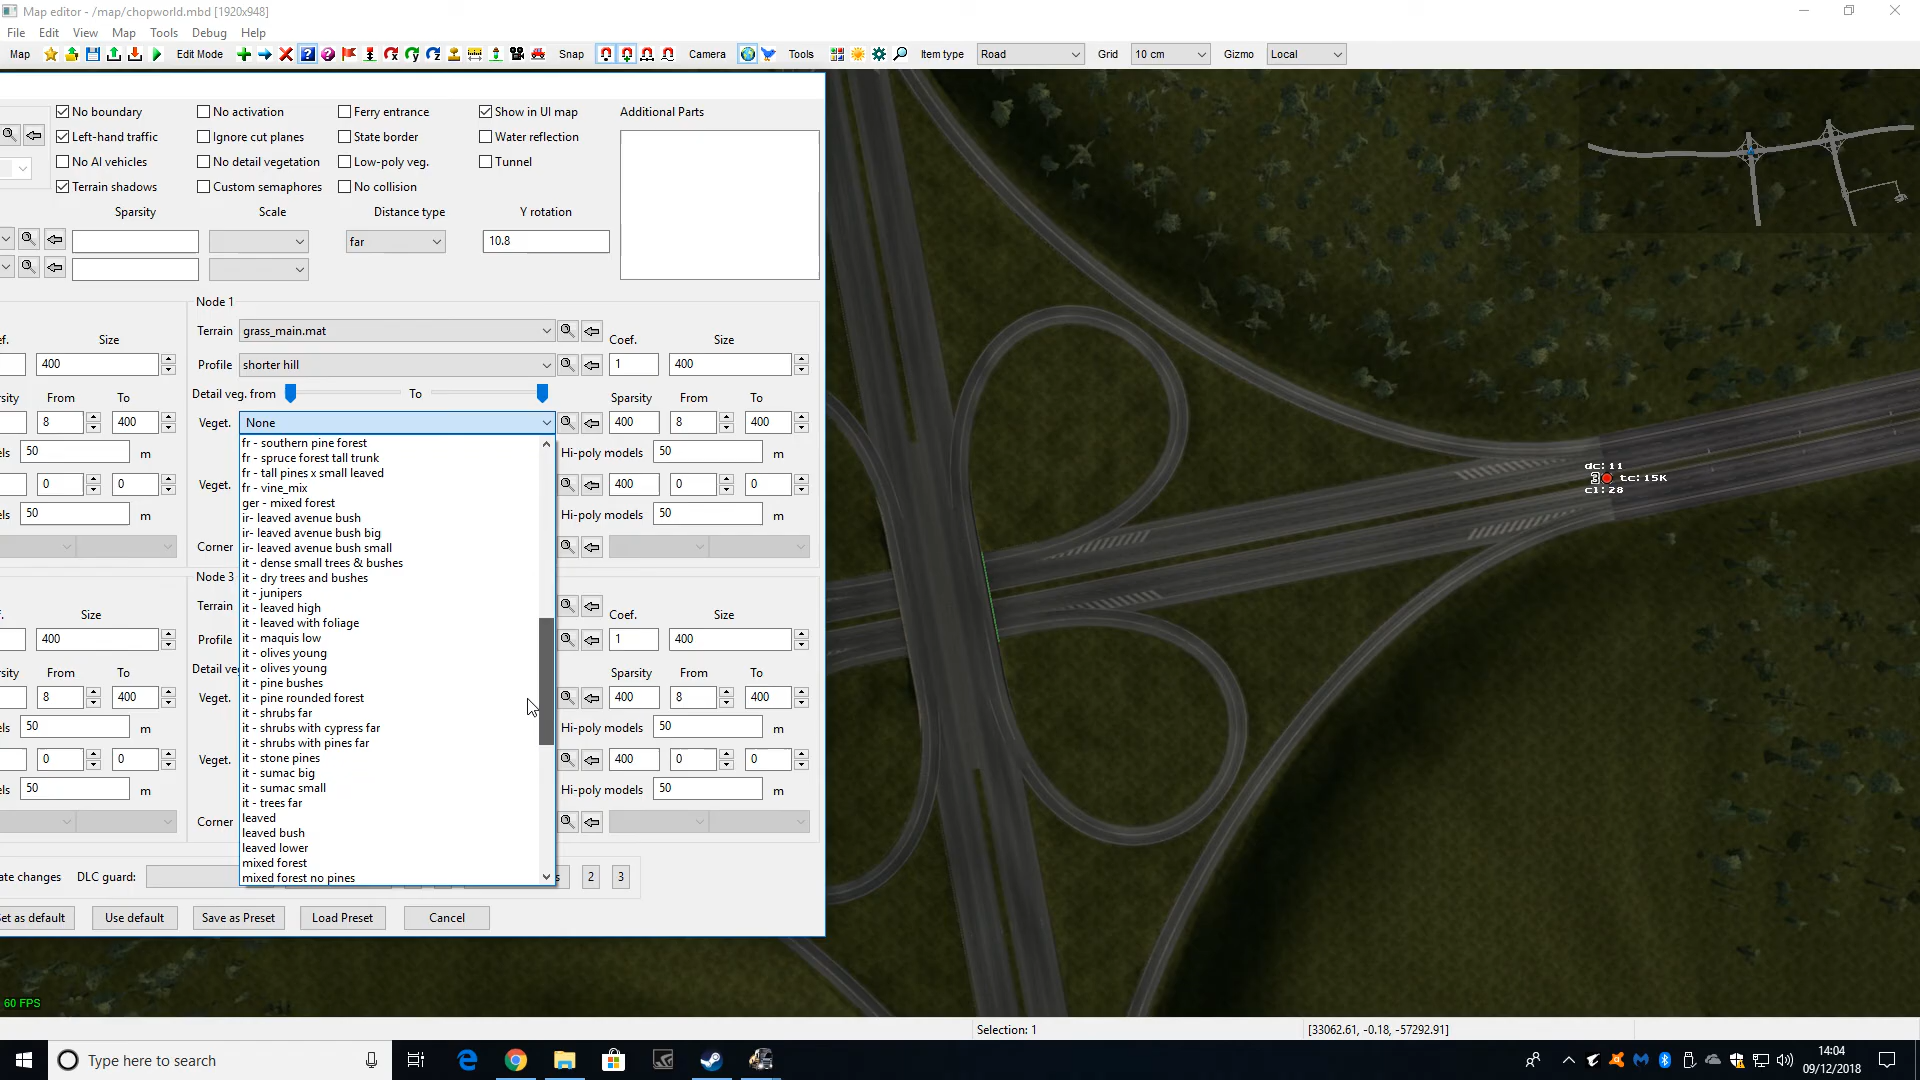 Map editor - /map/chopworld.mbd [1920x948]
File Edit View Map Tools Debug Help
Map Edit Mode Snap Camera Tools Item type Road Grid 10 cm Gizmo Local
No boundary No activation Ferry entrance Show in UI map Additional Parts
Left-hand traffic Ignore cut planes State border Water reflection
No AI vehicles No detail vegetation Low-poly veg. Tunnel
Terrain shadows Custom semaphores No collision
Sparsity Scale Distance type Y rotation
far 10.8
Node 1
Terrain grass_main.mat
ef. Size Coef. Size
400 Profile shorter hill 1 400
Detail veg. from To
sity From To Sparsity From To
8 400 Veget. None 400 8 400
fr - southern pine forest
els 50 m Hi-poly models 50 m
fr - spruce forest tall trunk
fr - tall pines x small leaved
0 0 Veget. 400 0 0
fr - vine_mix
ger - mixed forest
els 50 m Hi-poly models 50 m
ir- leaved avenue bush
ir- leaved avenue bush big
Corner ir- leaved avenue bush small
it - dense small trees & bushes
Node 3 it - dry trees and bushes
it - junipers
Terrain it - leaved high
ef. Size Coef. Size
it - leaved with foliage
400 Profile it - maquis low 1 400
it - olives young
Detail ve it - olives young
sity From To Sparsity From To
it - pine bushes
8 400 Veget. it - pine rounded forest 400 8 400
it - shrubs far
els 50 m it - shrubs with cypress far Hi-poly models 50 m
it - shrubs with pines far
0 0 Veget. it - stone pines 400 0 0
it - sumac big
els 50 m it - sumac small Hi-poly models 50 m
it - trees far
Corner leaved
leaved bush
leaved lower
mixed forest
ate changes DLC guard: mixed forest no pines s 2 3
et as default Use default Save as Preset Load Preset Cancel
dc: 11
tc: 15K
cl: 28
60 FPS
Selection: 1 [33062.61, -0.18, -57292.91]
Type here to search
14:04
09/12/2018